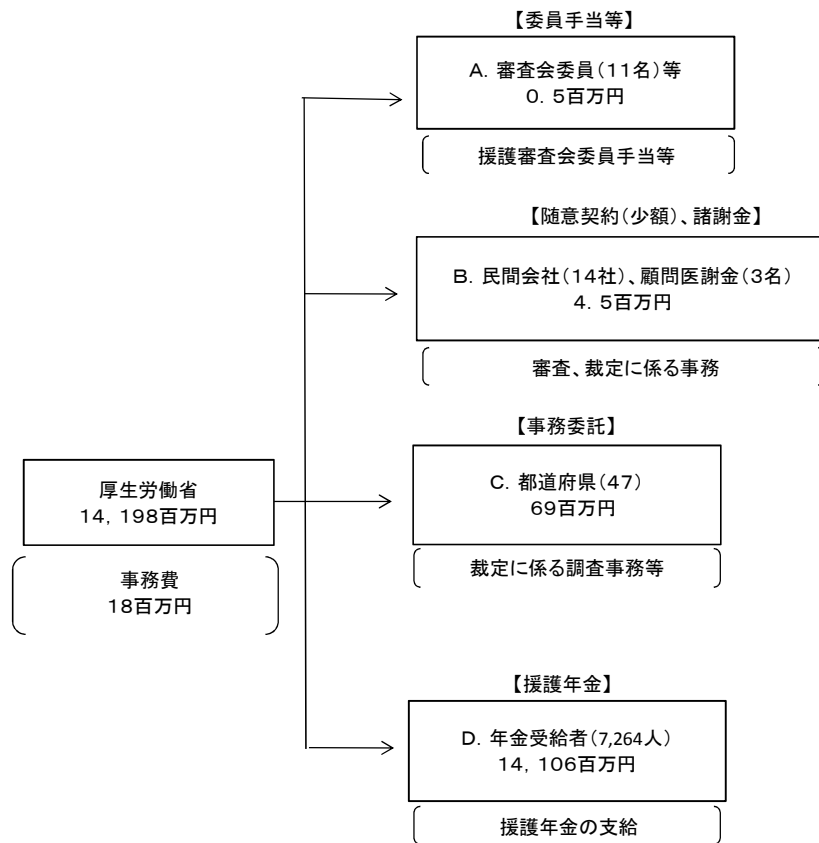 【委員手当等】
A. 審査会委員(11名)等
0. 5百万円
援護審査会委員手当等
【随意契約(少額)、諸謝金】
B. 民間会社(14社)、顧問医謝金(3名)
4. 5百万円
審査、裁定に係る事務
【事務委託】
厚生労働省
14, 198百万円
事務費
18百万円
C. 都道府県(47)
69百万円
裁定に係る調査事務等
【援護年金】
D. 年金受給者(7,264人)
14, 106百万円
援護年金の支給